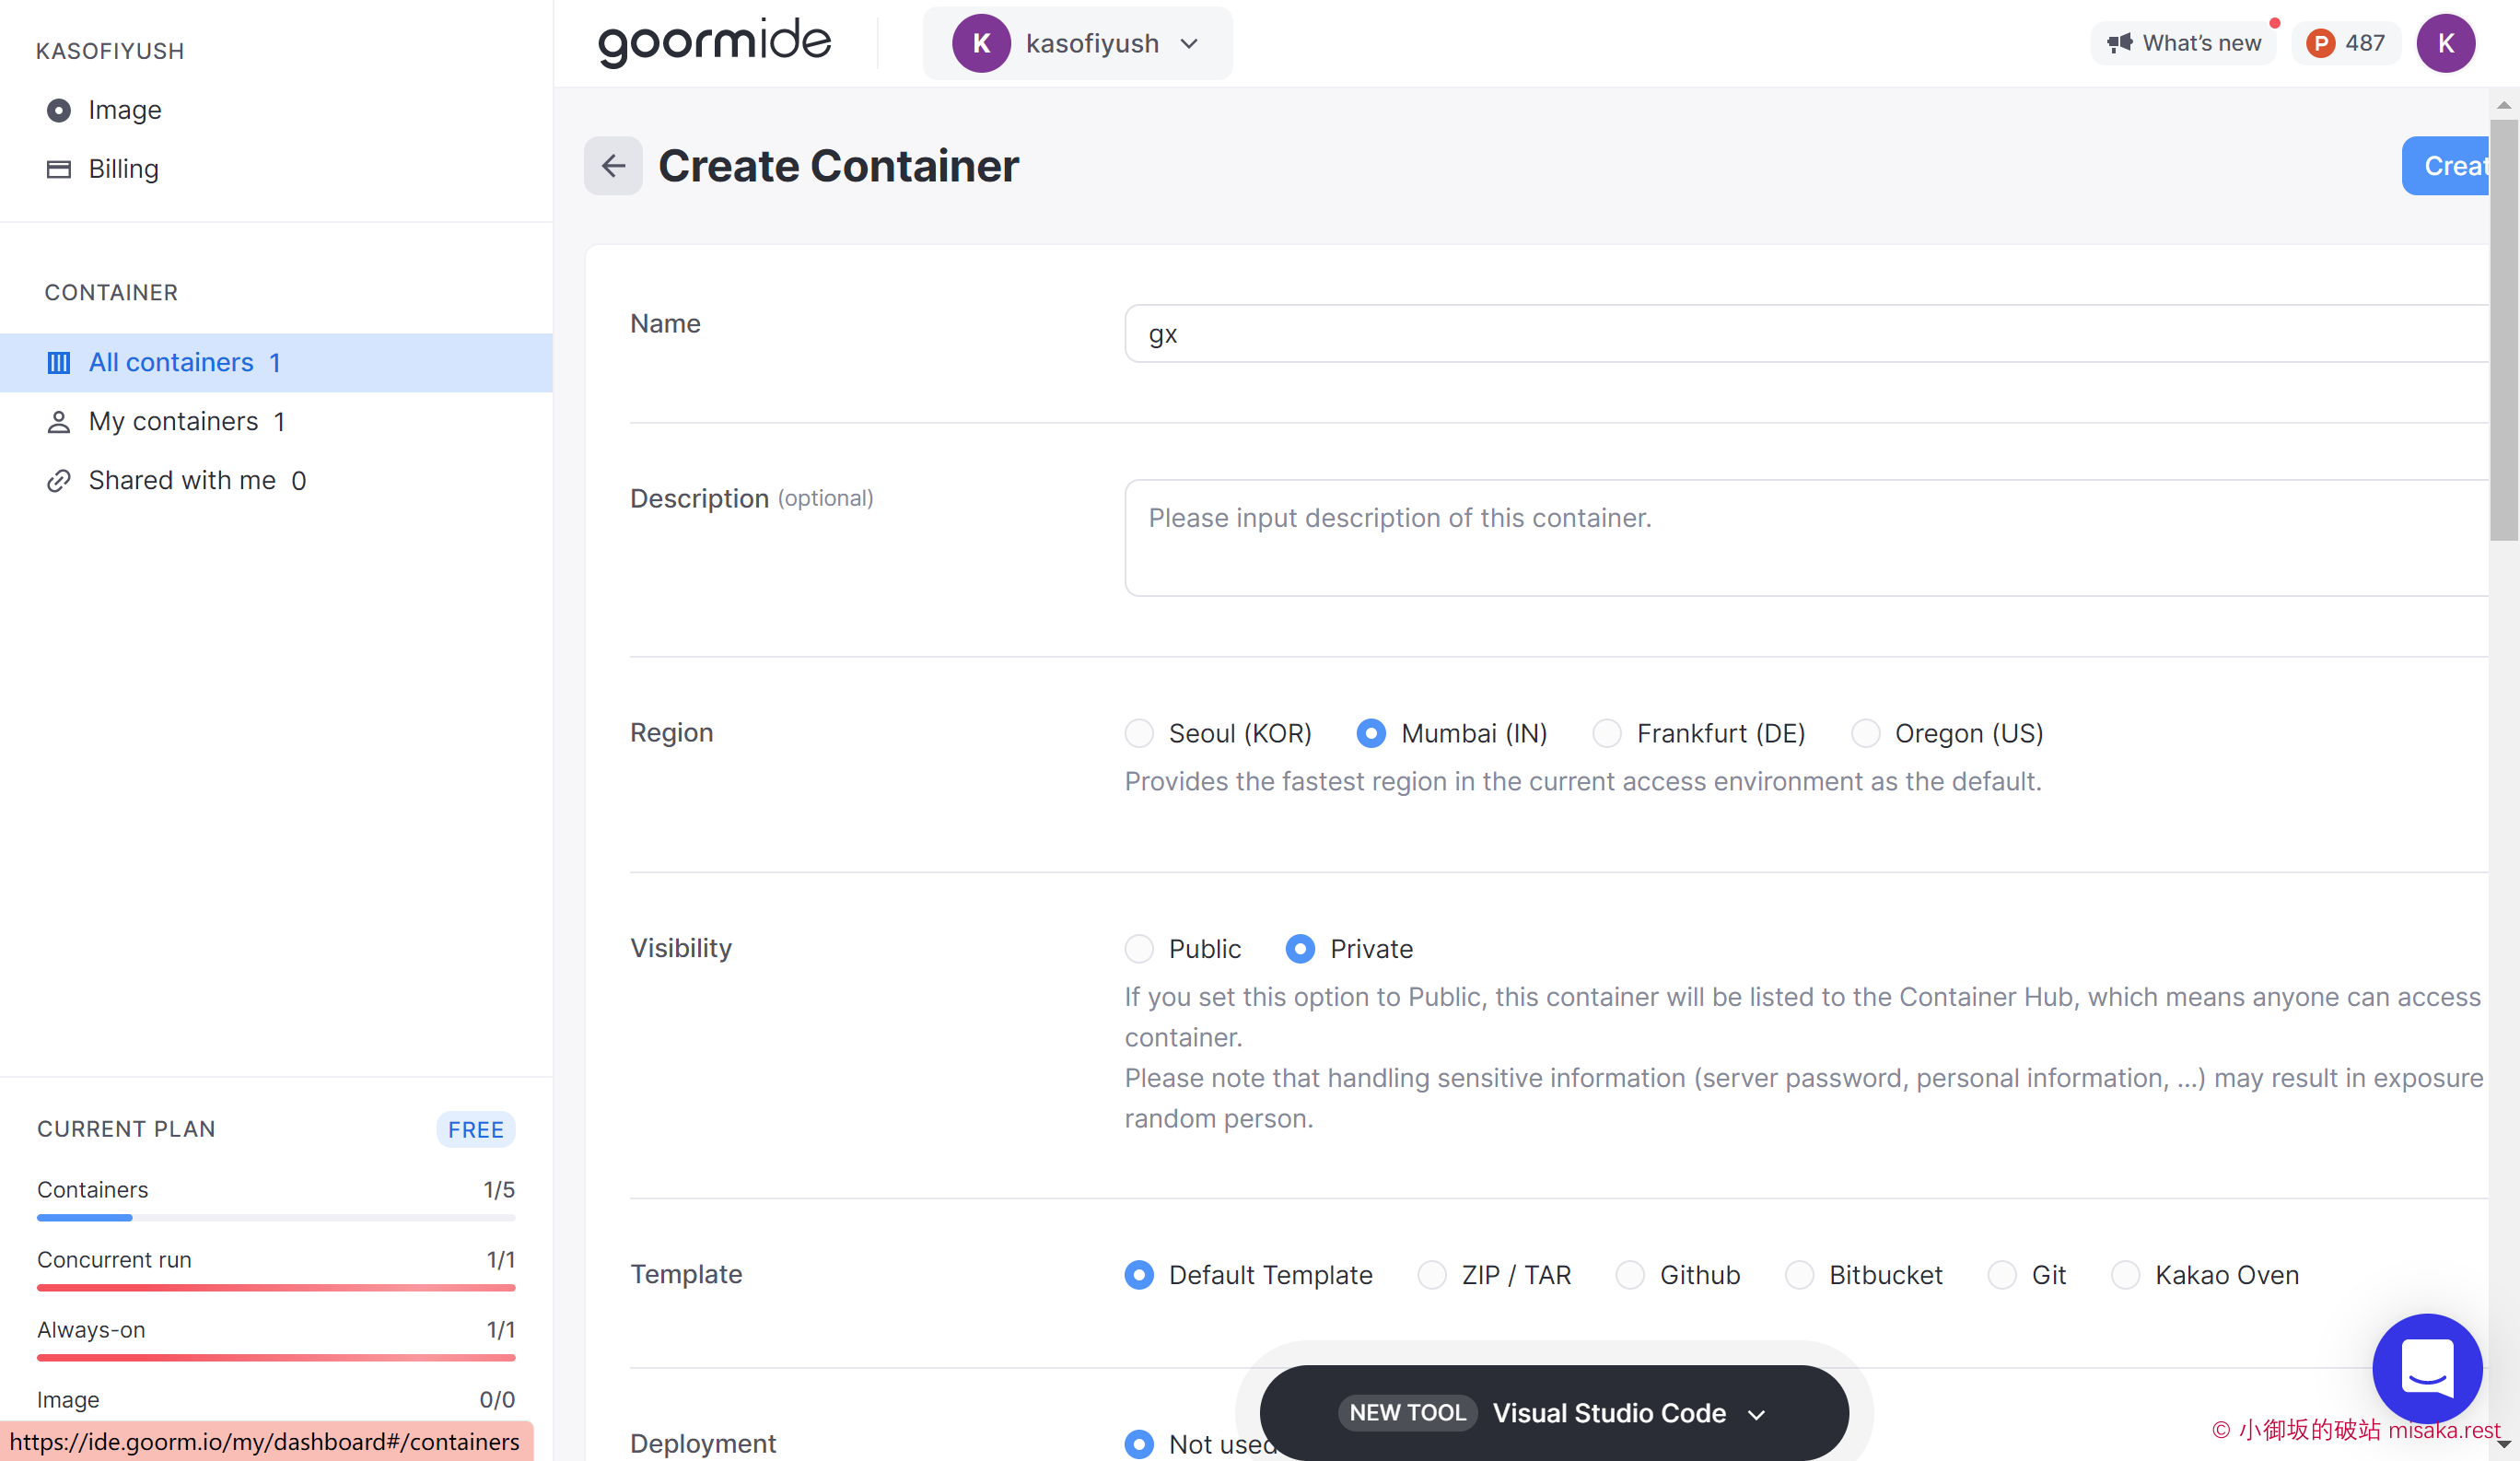 KASOFIYUSH
Image
Billing
CONTAINER
All containers 1
My containers 1
Shared with me 0
CURRENT PLAN FREE
Containers 1/5
Concurrent run 1/1
Always-on 1/1
Image 0/0
https://ide.goorm.io/my/dashboard#/containers
goormide
K kasofiyush
What's new
P 487
K
Create Container
Creat
Name
gx
Description (optional)
Please input description of this container.
Region
Seoul (KOR) Mumbai (IN) Frankfurt (DE) Oregon (US)
Provides the fastest region in the current access environment as the default.
Visibility
Public Private
If you set this option to Public, this container will be listed to the Container Hub, which means anyone can access
container.
Please note that handling sensitive information (server password, personal information, ...) may result in exposure
random person.
Template
Default Template ZIP / TAR Github Bitbucket Git Kakao Oven
Deployment
Not used
NEW TOOL Visual Studio Code
© 小御坂的破站 misaka.rest